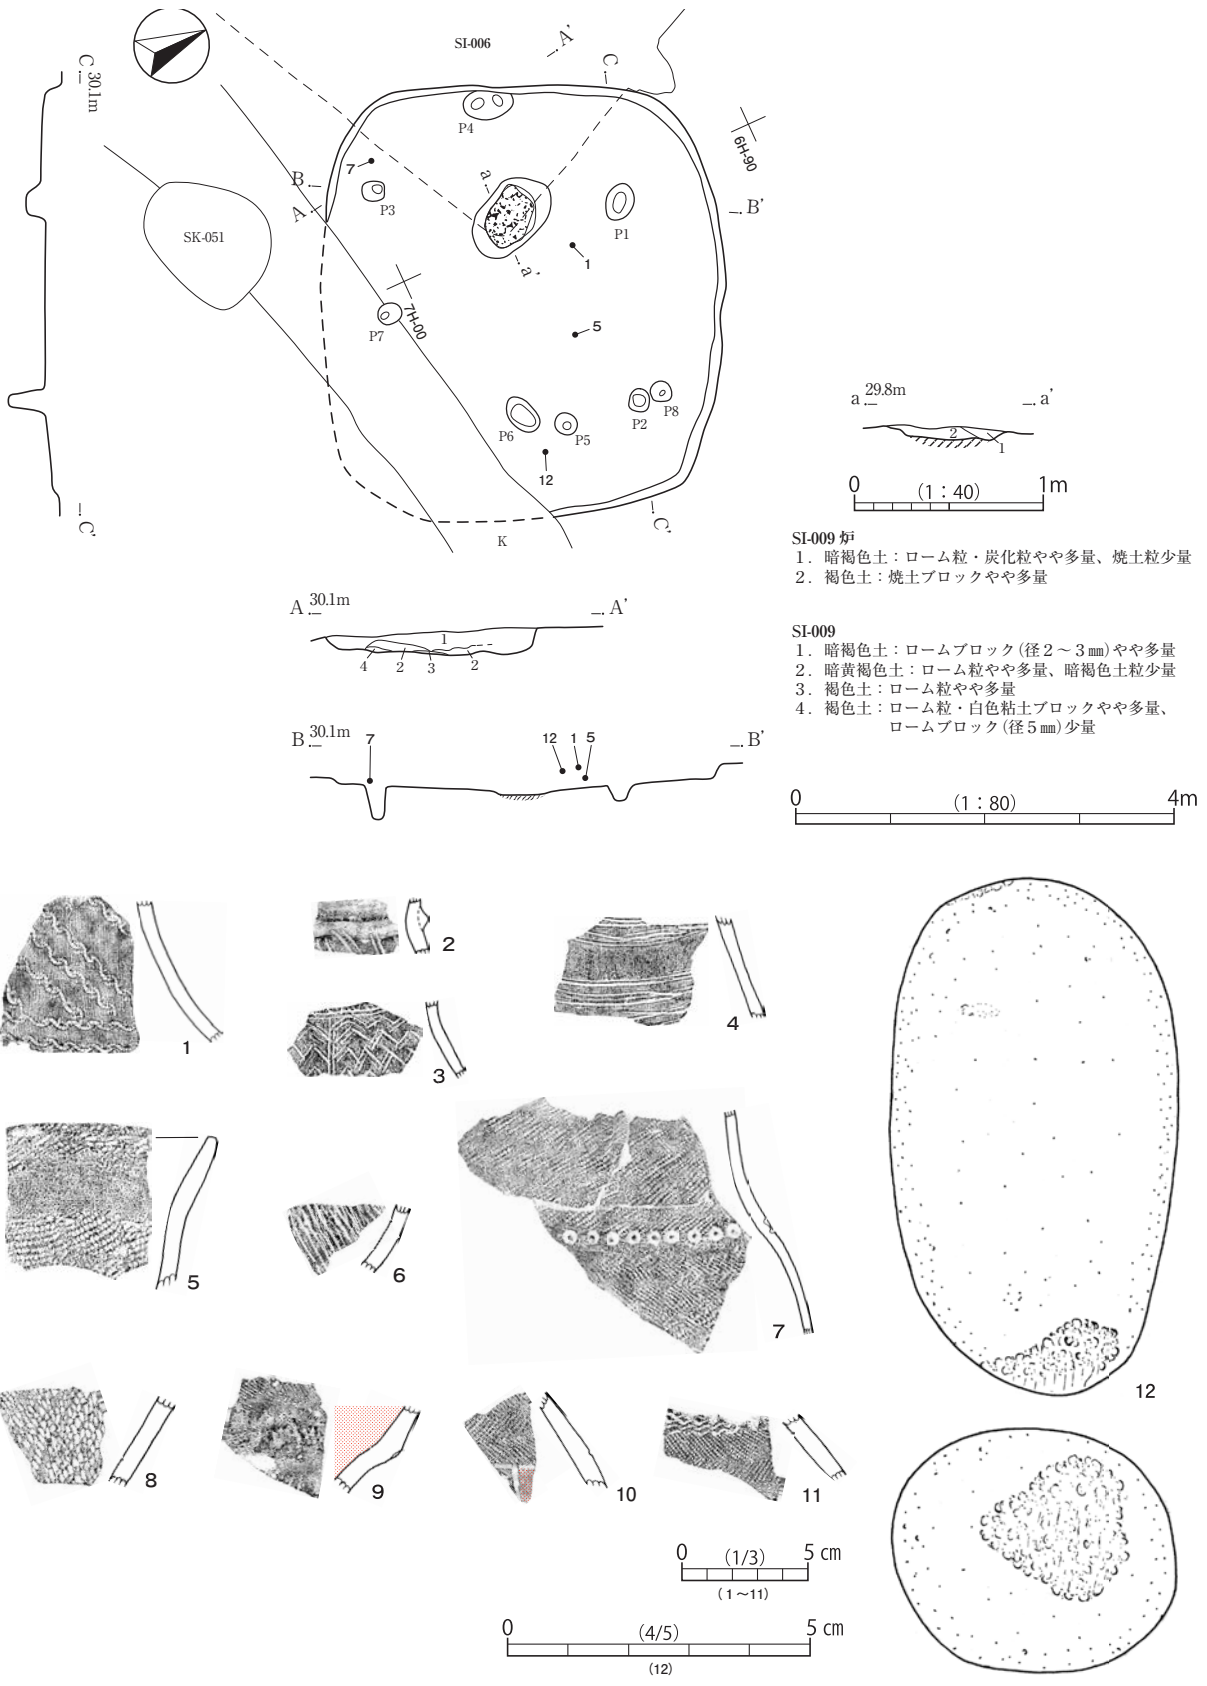 SI-006
A'
C
C
30.1m
6H-90
P4
7
a
B
A
P3
B'
P1
SK-051
a'
1
7H-00
5
P7
P8
P2
P6
P5
12
C'
C'
K
a 29.8m a'
2
1
0 (1：40) 1m
SI-009 炉
1．暗褐色土：ローム粒・炭化粒やや多量、焼土粒少量
2．褐色土：焼土ブロックやや多量
A 30.1m A'
1
4 2 3 2
SI-009
1．暗褐色土：ロームブロック(径２～３㎜)やや多量
2．暗黄褐色土：ローム粒やや多量、暗褐色土粒少量
3．褐色土：ローム粒やや多量
4．褐色土：ローム粒・白色粘土ブロックやや多量、
ロームブロック(径５㎜)少量
B 30.1m 7 12 1 5 B'
0 (1：80) 4m
1
2
3
4
5
6
7
8
9
10
11
12
0 (1/3) 5 cm
(1～11)
0 (4/5) 5 cm
(12)